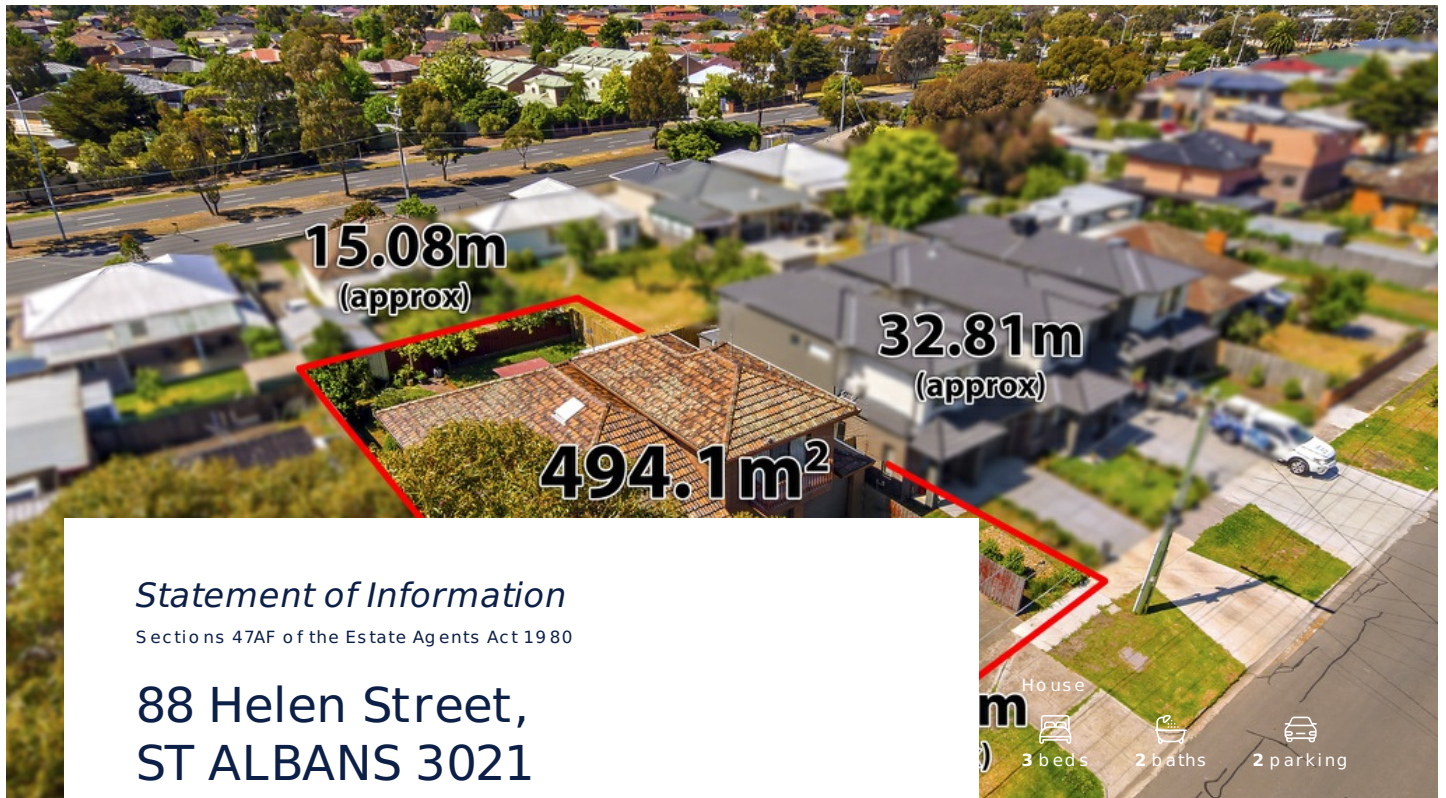 15.08m
(approx)
32.81m
(approx)
494.1m²
Statement of Information
Sections 47AF of the Estate Agents Act 1980
88 Helen Street,
ST ALBANS 3021
m
)
House
3 beds
2 baths
2 parking